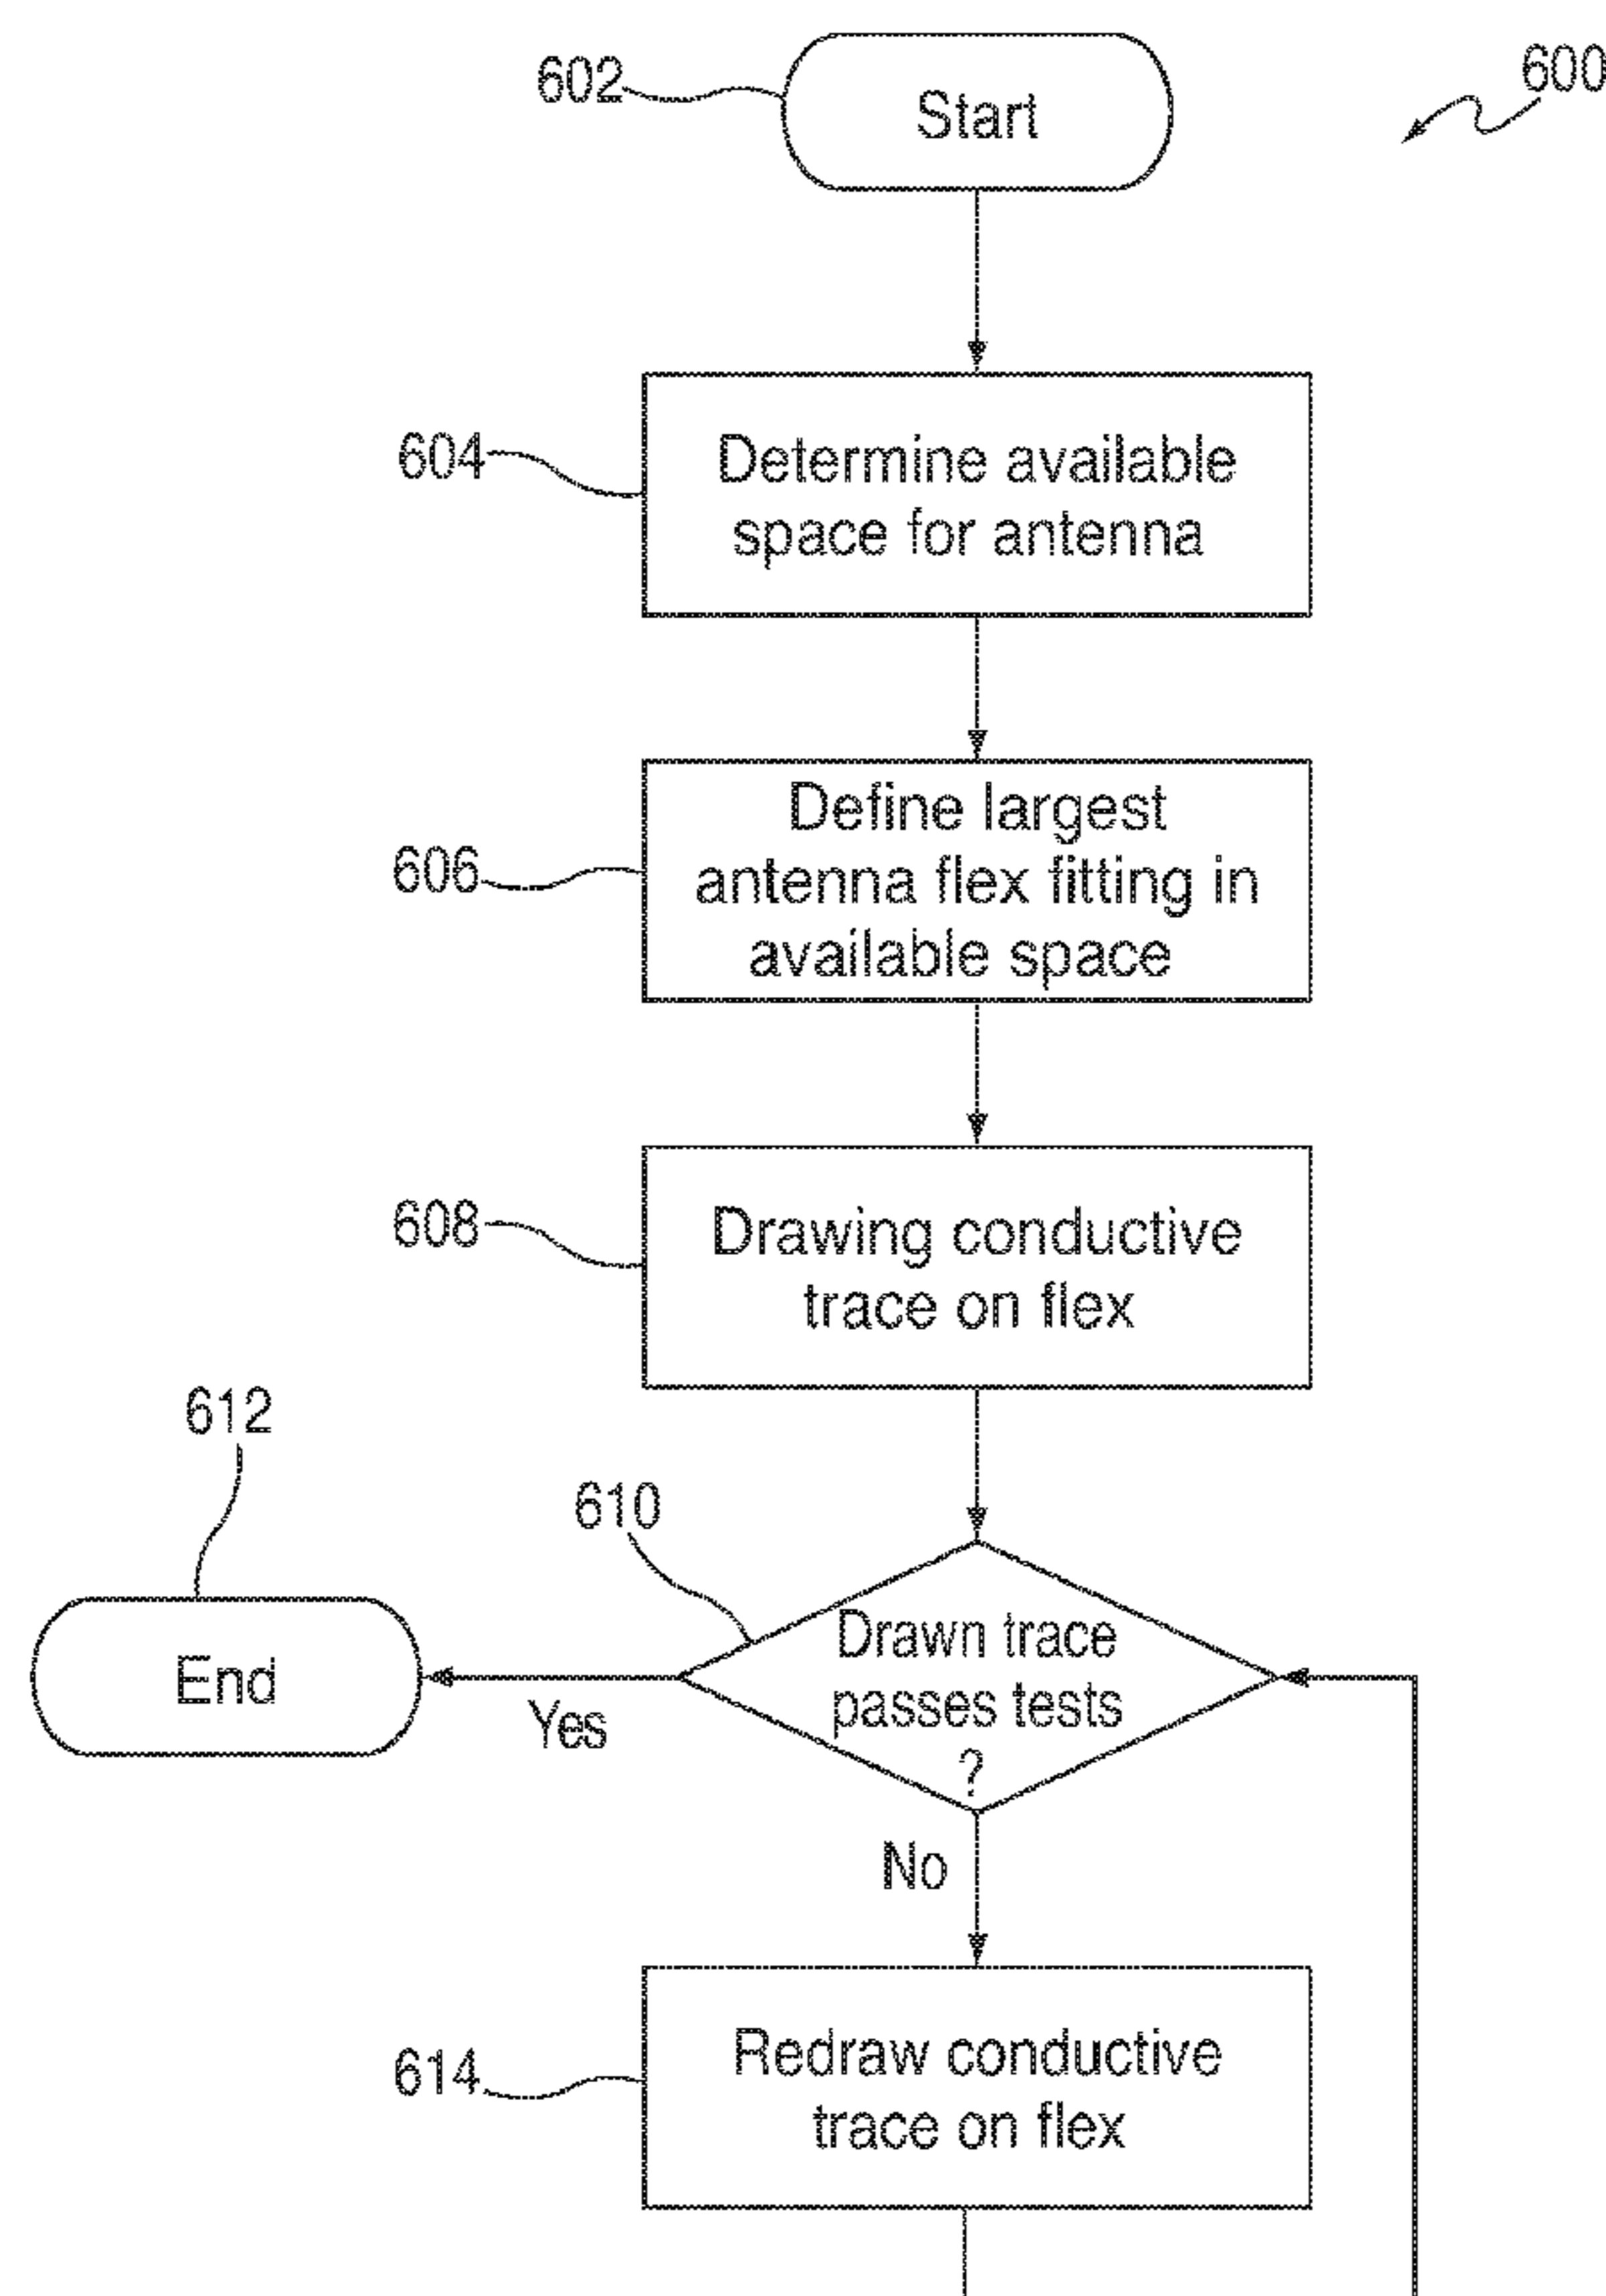 602
Start
600
604
Determine available
space for antenna
606
Define largest
antenna flex fitting in
available space
608
Drawing conductive
trace on flex
612
610
End
Yes
Drawn trace
passes tests
?
No
614
Redraw conductive
trace on flex